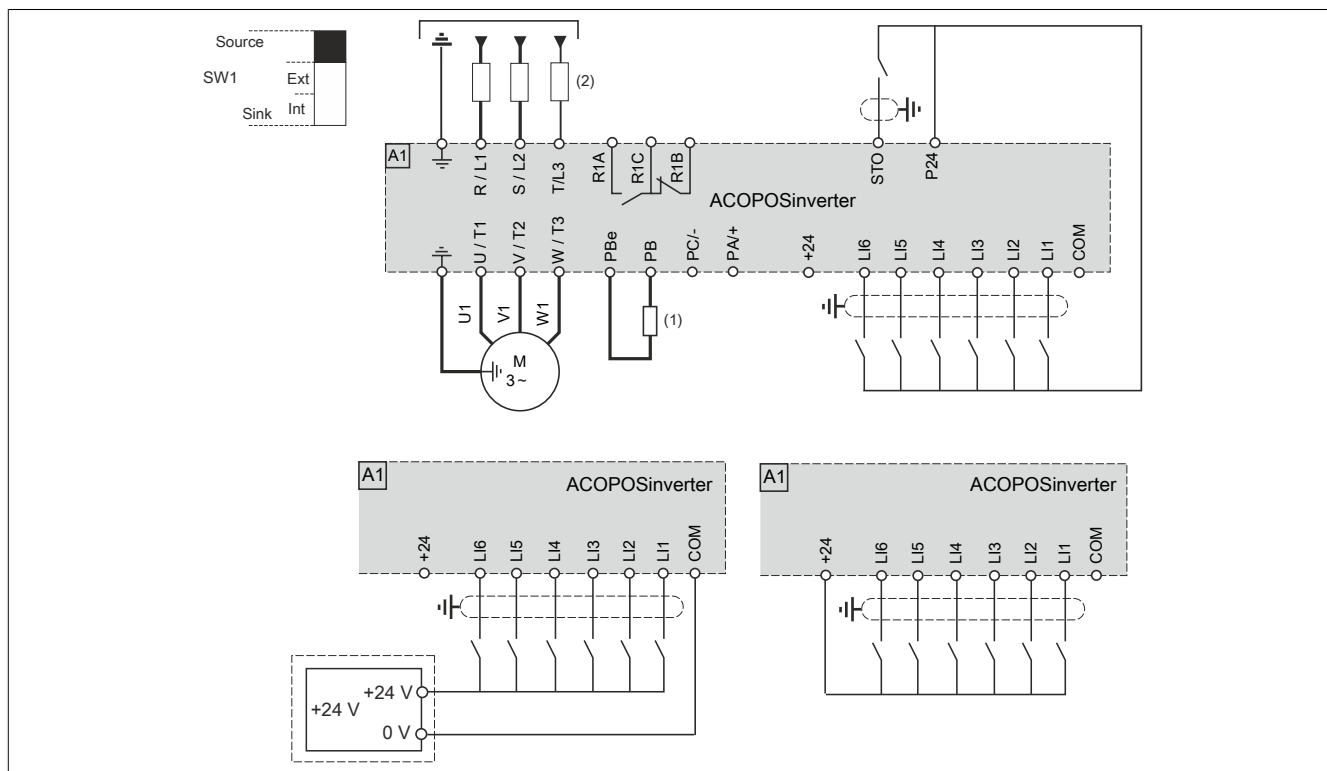 Source
SW1
Ext
Int
Sink
(2)
A1
R / L1
S / L2
T/L3
R1A
R1C
R1B
STO
P24
ACOPOSinverter
U / T1
V / T2
W / T3
PBe
PB
PC/-
PA/+
+24
LI6
LI5
LI4
LI3
LI2
LI1
COM
U1
V1
W1
(1)
M
3~
A1
ACOPOSinverter
+24
LI6
LI5
LI4
LI3
LI2
LI1
COM
+24 V
+24 V
0 V
A1
ACOPOSinverter
+24
LI6
LI5
LI4
LI3
LI2
LI1
COM